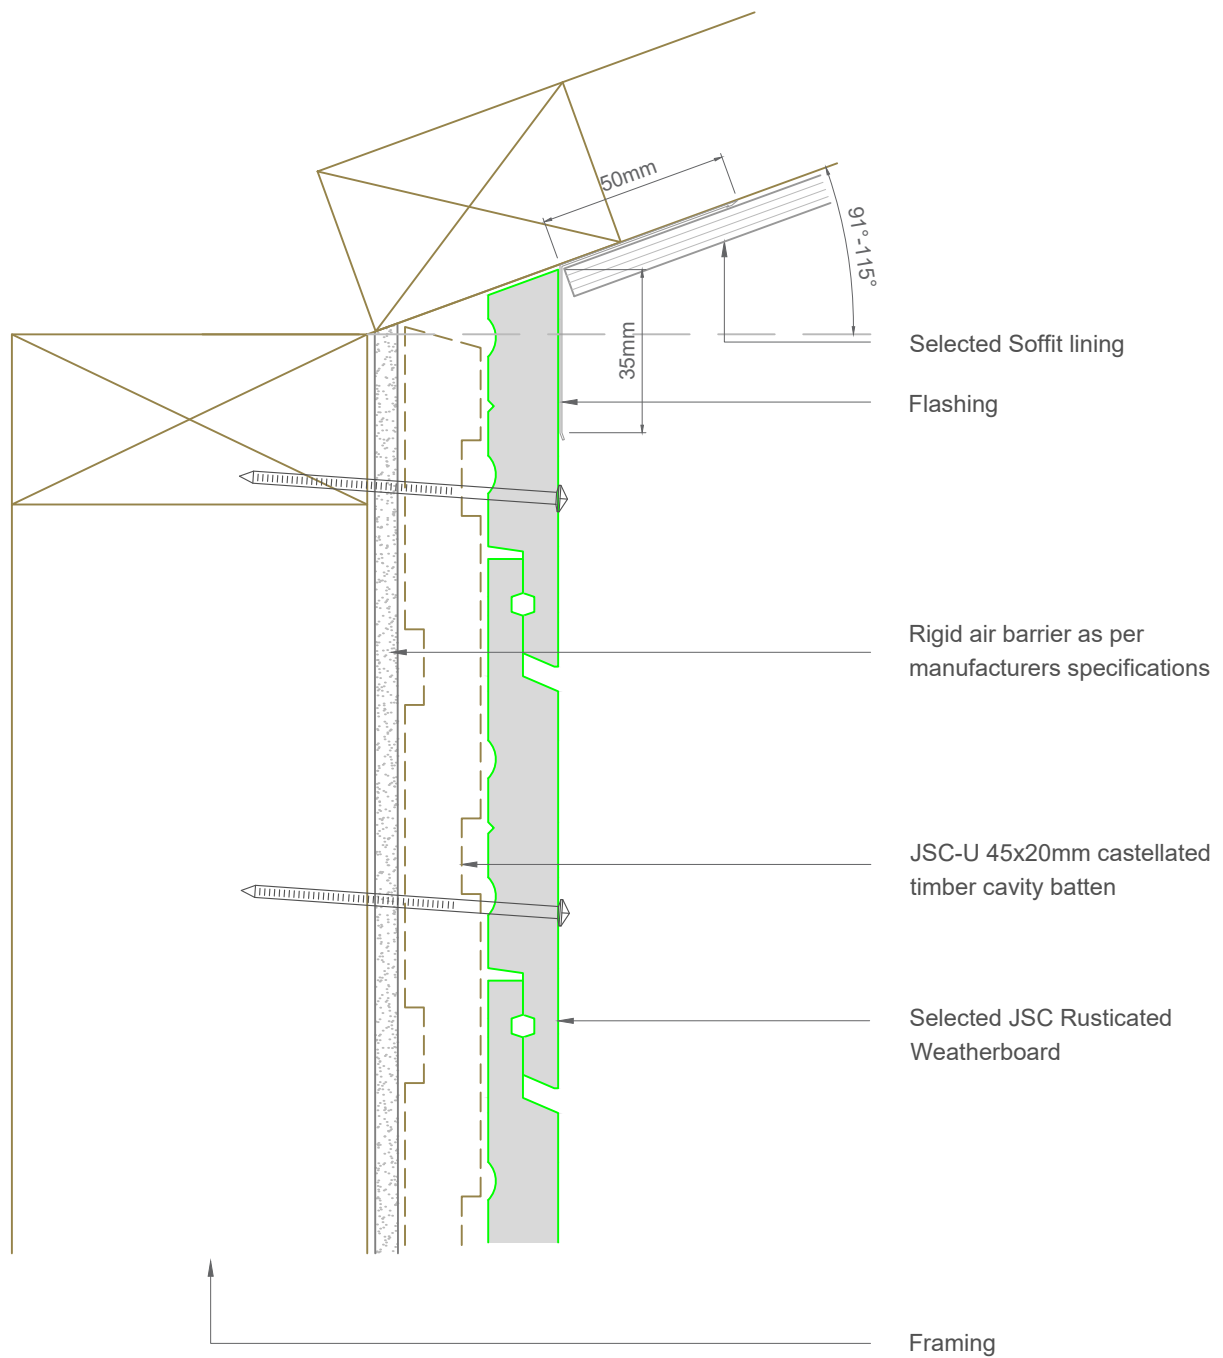 50mm
91°-115°
35mm
Selected Soffit lining
Flashing
Rigid air barrier as per
manufacturers specifications
JSC-U 45x20mm castellated
timber cavity batten
Selected JSC Rusticated
Weatherboard
Framing